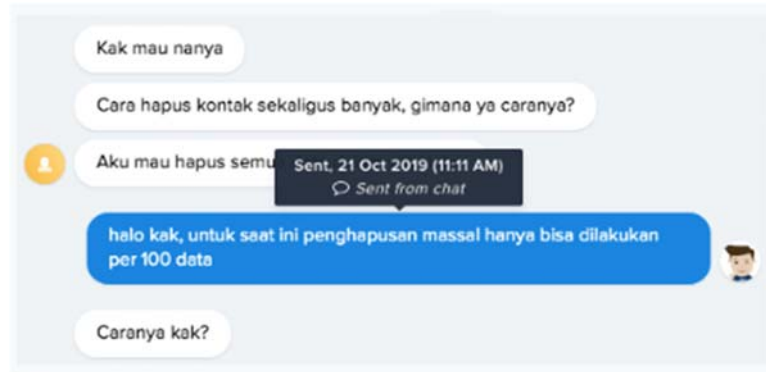 Kak mau nanya
Cara hapus kontak sekaligus banyak, gimana ya caranya?
Aku mau hapus semu
Sent, 21 Oct 2019 (11:11 AM)
Sent from chat
halo kak, untuk saat ini penghapusan massal hanya bisa dilakukan
per 100 data
Caranya kak?